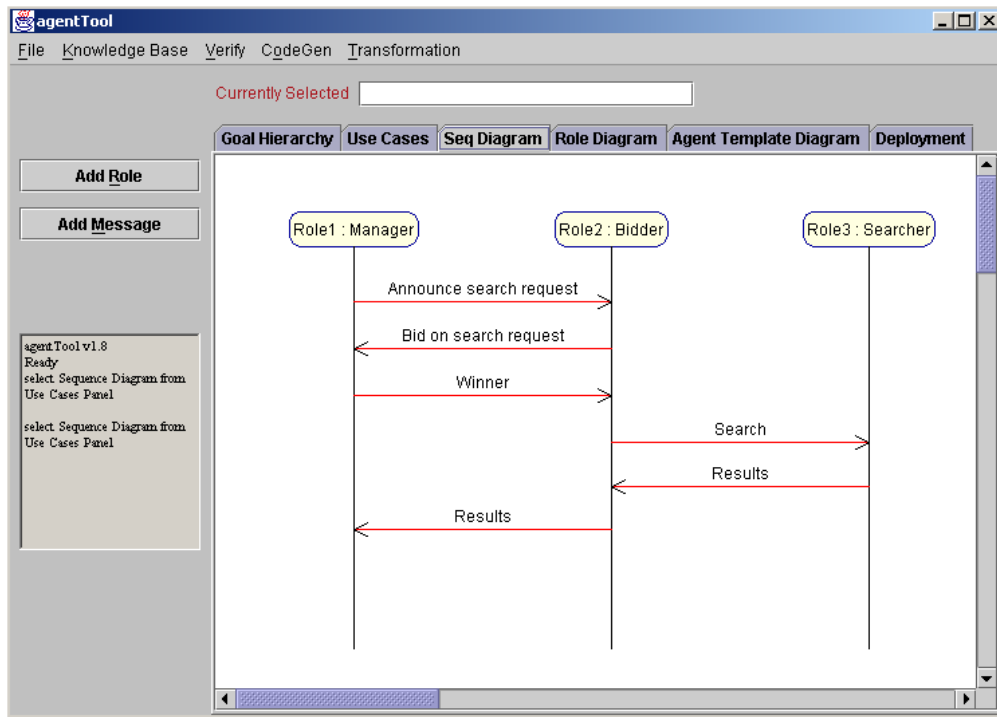 agentTool
File Knowledge Base Verify CodeGen Transformation
Currently Selected
Goal Hierarchy Use Cases Seq Diagram Role Diagram Agent Template Diagram Deployment
Add Role
Add Message
agentTool v1.8
Ready
select Sequence Diagram from
Use Cases Panel
select Sequence Diagram from
Use Cases Panel
Role1 : Manager Role2 : Bidder Role3 : Searcher
Announce search request
Bid on search request
Winner
Search
Results
Results